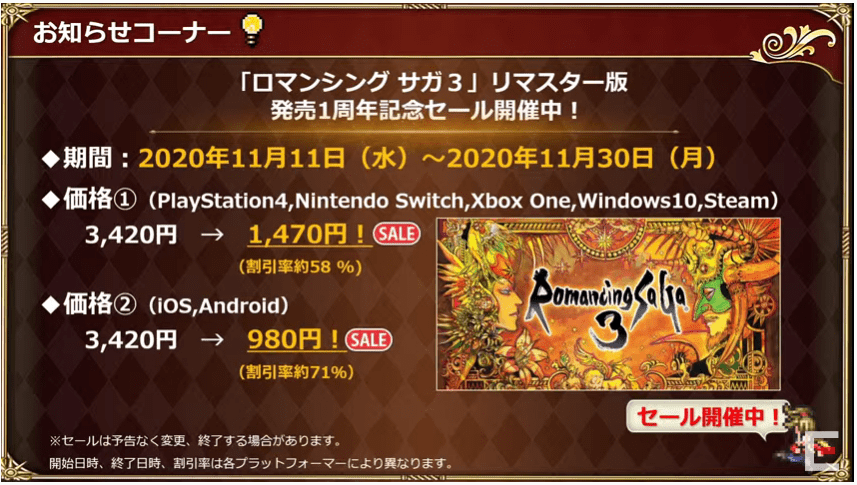 お知らせコーナー
「ロマンシング サガ３」リマスター版
発売1周年記念セール開催中！
◆期間：2020年11月11日（水）～2020年11月30日（月）
◆価格①（PlayStation4,Nintendo Switch,Xbox One,Windows10,Steam）
3,420円 → 1,470円！ SALE
（割引率約58 %）
◆価格②（iOS,Android）
3,420円 → 980円！ SALE
（割引率約71%）
Romancing SaGa
3
セール開催中！
※セールは予告なく変更、終了する場合があります。
開始日時、終了日時、割引率は各プラットフォーマーにより異なります。